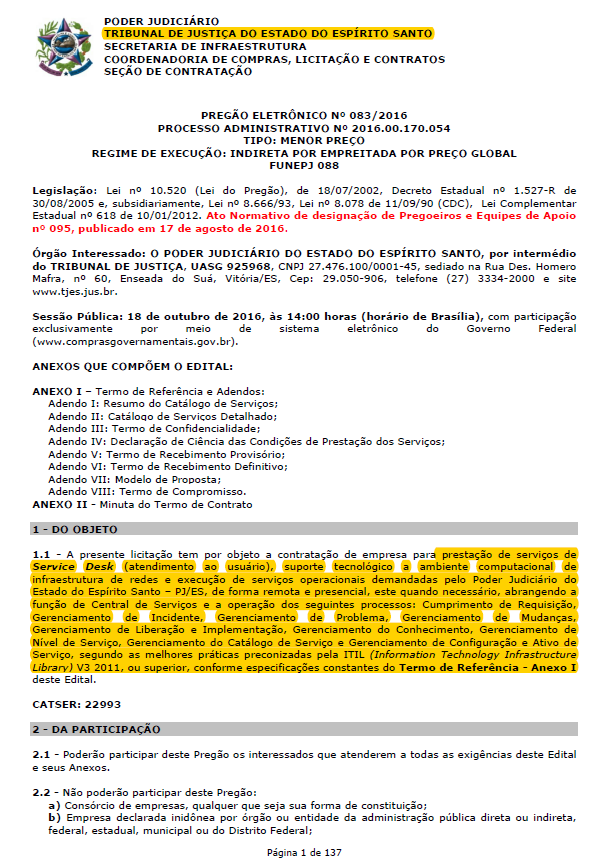 PODER JUDICIÁRIO
TRIBUNAL DE JUSTIÇA DO ESTADO DO ESPÍRITO SANTO
SECRETARIA DE INFRAESTRUTURA
COORDENADORIA DE COMPRAS, LICITAÇÃO E CONTRATOS
SEÇÃO DE CONTRATAÇÃO
PREGÃO ELETRÔNICO Nº 083/2016
PROCESSO ADMINISTRATIVO Nº 2016.00.170.054
TIPO: MENOR PREÇO
REGIME DE EXECUÇÃO: INDIRETA POR EMPREITADA POR PREÇO GLOBAL
FUNEPJ 088
Legislação: Lei nº 10.520 (Lei do Pregão), de 18/07/2002, Decreto Estadual nº 1.527-R de
30/08/2005 e, subsidiariamente, Lei nº 8.666/93, Lei nº 8.078 de 11/09/90 (CDC), Lei Complementar
Estadual nº 618 de 10/01/2012. Ato Normativo de designação de Pregoeiros e Equipes de Apoio
nº 095, publicado em 17 de agosto de 2016.
Órgão Interessado: O PODER JUDICIÁRIO DO ESTADO DO ESPÍRITO SANTO, por intermédio
do TRIBUNAL DE JUSTIÇA, UASG 925968, CNPJ 27.476.100/0001-45, sediado na Rua Des. Homero
Mafra, nº 60, Enseada do Suá, Vitória/ES, Cep: 29.050-906, telefone (27) 3334-2000 e site
www.tjes.jus.br.
Sessão Pública: 18 de outubro de 2016, às 14:00 horas (horário de Brasília), com participação
exclusivamente por meio de sistema eletrônico do Governo Federal
(www.comprasgovernamentais.gov.br).
ANEXOS QUE COMPÕEM O EDITAL:
ANEXO I – Termo de Referência e Adendos:
Adendo I: Resumo do Catálogo de Serviços;
Adendo II: Catálogo de Serviços Detalhado;
Adendo III: Termo de Confidencialidade;
Adendo IV: Declaração de Ciência das Condições de Prestação dos Serviços;
Adendo V: Termo de Recebimento Provisório;
Adendo VI: Termo de Recebimento Definitivo;
Adendo VII: Modelo de Proposta;
Adendo VIII: Termo de Compromisso.
ANEXO II - Minuta do Termo de Contrato
1 - DO OBJETO
1.1 - A presente licitação tem por objeto a contratação de empresa para prestação de serviços de
Service Desk (atendimento ao usuário), suporte tecnológico a ambiente computacional de
infraestrutura de redes e execução de serviços operacionais demandadas pelo Poder Judiciário do
Estado do Espírito Santo – PJ/ES, de forma remota e presencial, este quando necessário, abrangendo a
função de Central de Serviços e a operação dos seguintes processos: Cumprimento de Requisição,
Gerenciamento de Incidente, Gerenciamento de Problema, Gerenciamento de Mudanças,
Gerenciamento de Liberação e Implementação, Gerenciamento do Conhecimento, Gerenciamento de
Nível de Serviço, Gerenciamento do Catálogo de Serviço e Gerenciamento de Configuração e Ativo de
Serviço, segundo as melhores práticas preconizadas pela ITIL (Information Technology Infrastructure
Library) V3 2011, ou superior, conforme especificações constantes do Termo de Referência - Anexo I
deste Edital.
CATSER: 22993
2 - DA PARTICIPAÇÃO
2.1 - Poderão participar deste Pregão os interessados que atenderem a todas as exigências deste Edital
e seus Anexos.
2.2 - Não poderão participar deste Pregão:
a) Consórcio de empresas, qualquer que seja sua forma de constituição;
b) Empresa declarada inidônea por órgão ou entidade da administração pública direta ou indireta,
federal, estadual, municipal ou do Distrito Federal;
Página 1 de 137